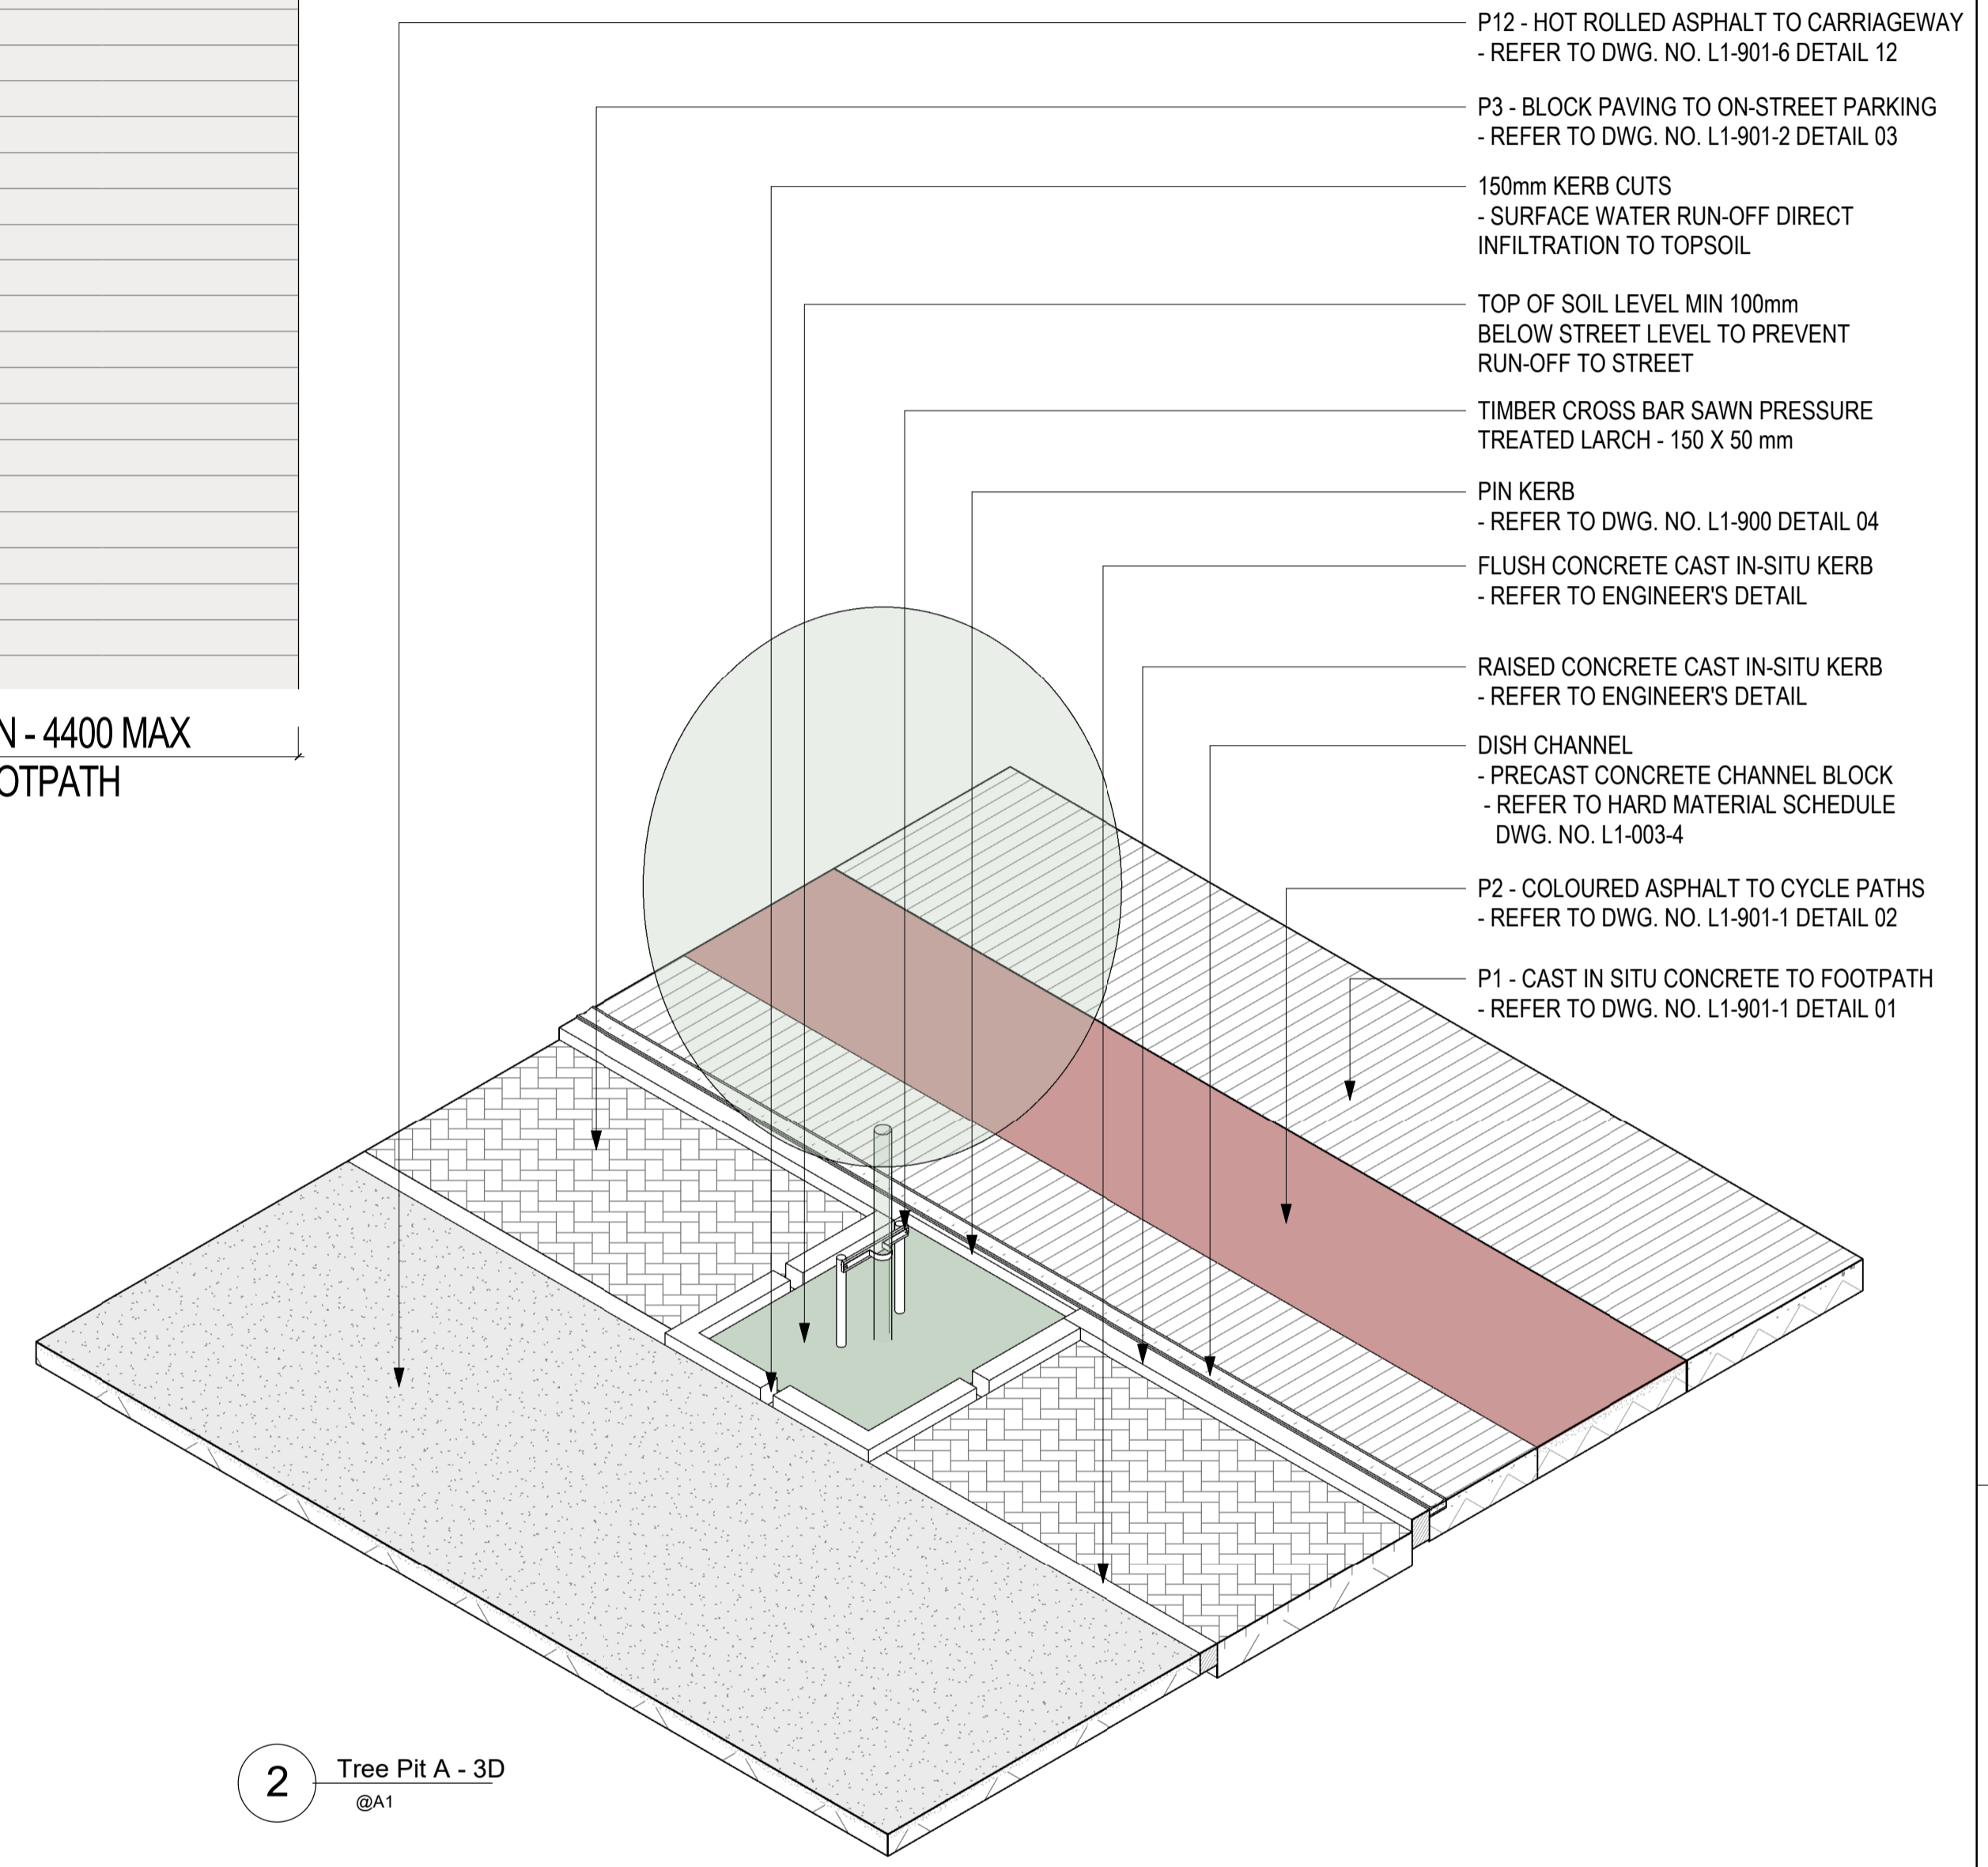 P12 - HOT ROLLED ASPHALT TO CARRIAGEWAY
- REFER TO DWG. NO. L1-901-6 DETAIL 12
P3 - BLOCK PAVING TO ON-STREET PARKING
- REFER TO DWG. NO. L1-901-2 DETAIL 03
150mm KERB CUTS
- SURFACE WATER RUN-OFF DIRECT
INFILTRATION TO TOPSOIL
TOP OF SOIL LEVEL MIN 100mm
BELOW STREET LEVEL TO PREVENT
RUN-OFF TO STREET
TIMBER CROSS BAR SAWN PRESSURE
TREATED LARCH - 150 X 50 mm
PIN KERB
- REFER TO DWG. NO. L1-900 DETAIL 04
FLUSH CONCRETE CAST IN-SITU KERB
- REFER TO ENGINEER'S DETAIL
RAISED CONCRETE CAST IN-SITU KERB
- REFER TO ENGINEER'S DETAIL
DISH CHANNEL
- PRECAST CONCRETE CHANNEL BLOCK
- REFER TO HARD MATERIAL SCHEDULE
DWG. NO. L1-003-4
P2 - COLOURED ASPHALT TO CYCLE PATHS
- REFER TO DWG. NO. L1-901-1 DETAIL 02
P1 - CAST IN SITU CONCRETE TO FOOTPATH
- REFER TO DWG. NO. L1-901-1 DETAIL 01
N - 4400 MAX
OTPATH
2 Tree Pit A - 3D
@A1